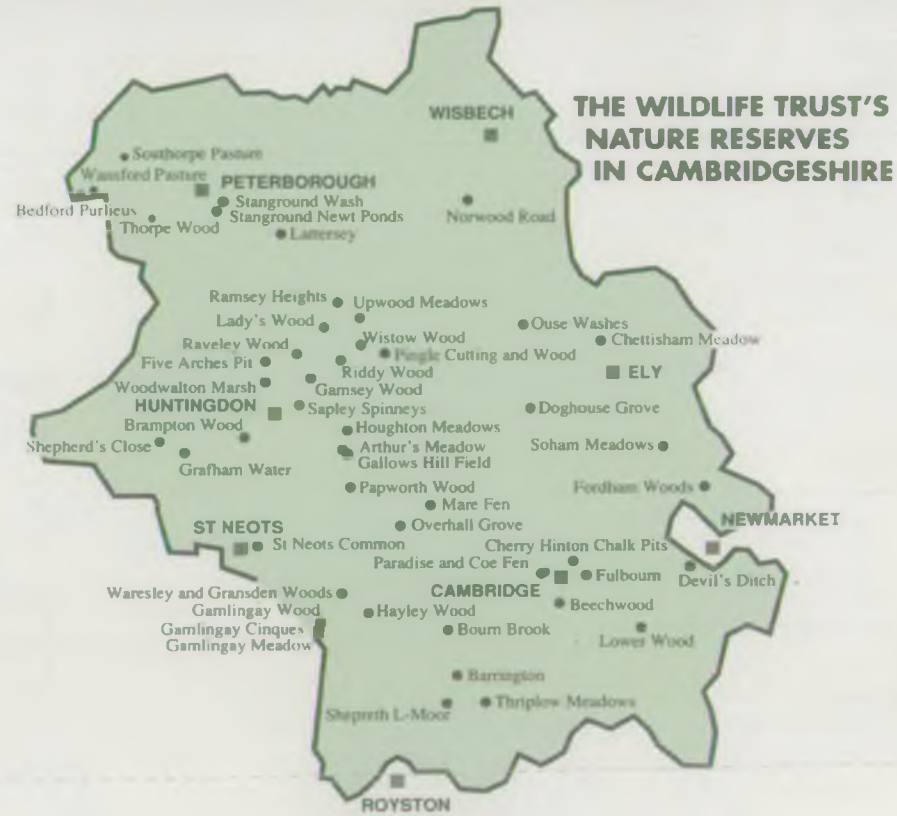 THE WILDLIFE TRUST'S
NATURE RESERVES
IN CAMBRIDGESHIRE
WISBECH
Southorpe Pasture
Wansford Pasture
PETERBOROUGH
Bedford Purlieus
Stanground Wash
Norwood Road
Thorpe Wood
Stanground Newt Ponds
Lattersey
Ramsey Heights
Upwood Meadows
Lady's Wood
Ouse Washes
Wistow Wood
Chettisham Meadow
Raveley Wood
Pingle Cutting and Wood
Five Arches Pit
Riddy Wood
ELY
Woodwalton Marsh
Gamsey Wood
HUNTINGDON
Sapley Spinneys
Doghouse Grove
Brampton Wood
Houghton Meadows
Shepherd's Close
Arthur's Meadow
Soham Meadows
Grafham Water
Gallows Hill Field
Papworth Wood
Fordham Woods
Mare Fen
ST NEOTS
Overhall Grove
NEWMARKET
St Neots Common
Cherry Hinton Chalk Pits
Paradise and Coe Fen
Fulbourn
Devil's Ditch
Waresley and Gransden Woods
CAMBRIDGE
Gamlingay Wood
Hayley Wood
Beechwood
Gamlingay Cinques
Bourn Brook
Lower Wood
Gamlingay Meadow
Barrington
Shepreth L-Moor
Thriplow Meadows
ROYSTON